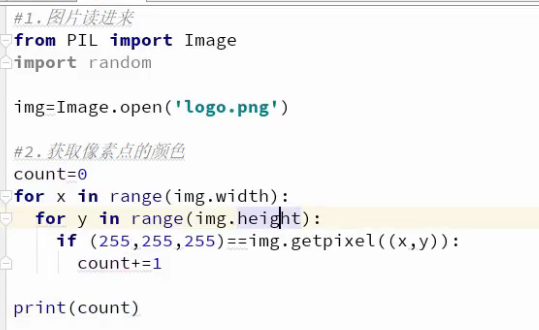 #1.图片读进来
from PIL import Image
import random
img=Image.open('logo.png')
#2.获取像素点的颜色
count=0
for x in range(img.width):
for y in range(img.height):
if (255,255,255)==img.getpixel((x,y)):
count+=1
print(count)